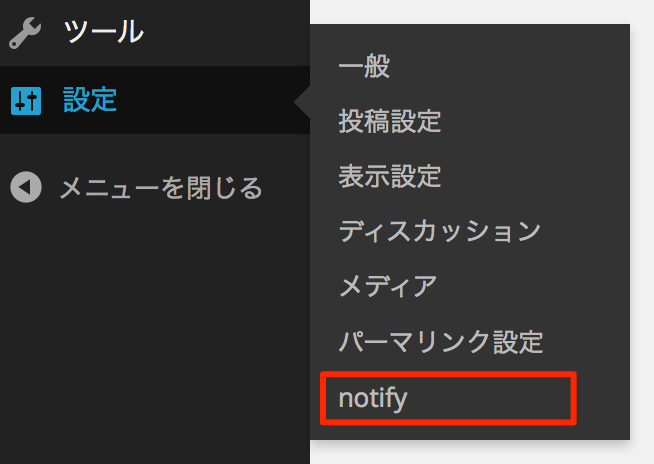 ツール
設定
メニューを閉じる
一般
投稿設定
表示設定
ディスカッション
メディア
パーマリンク設定
notify